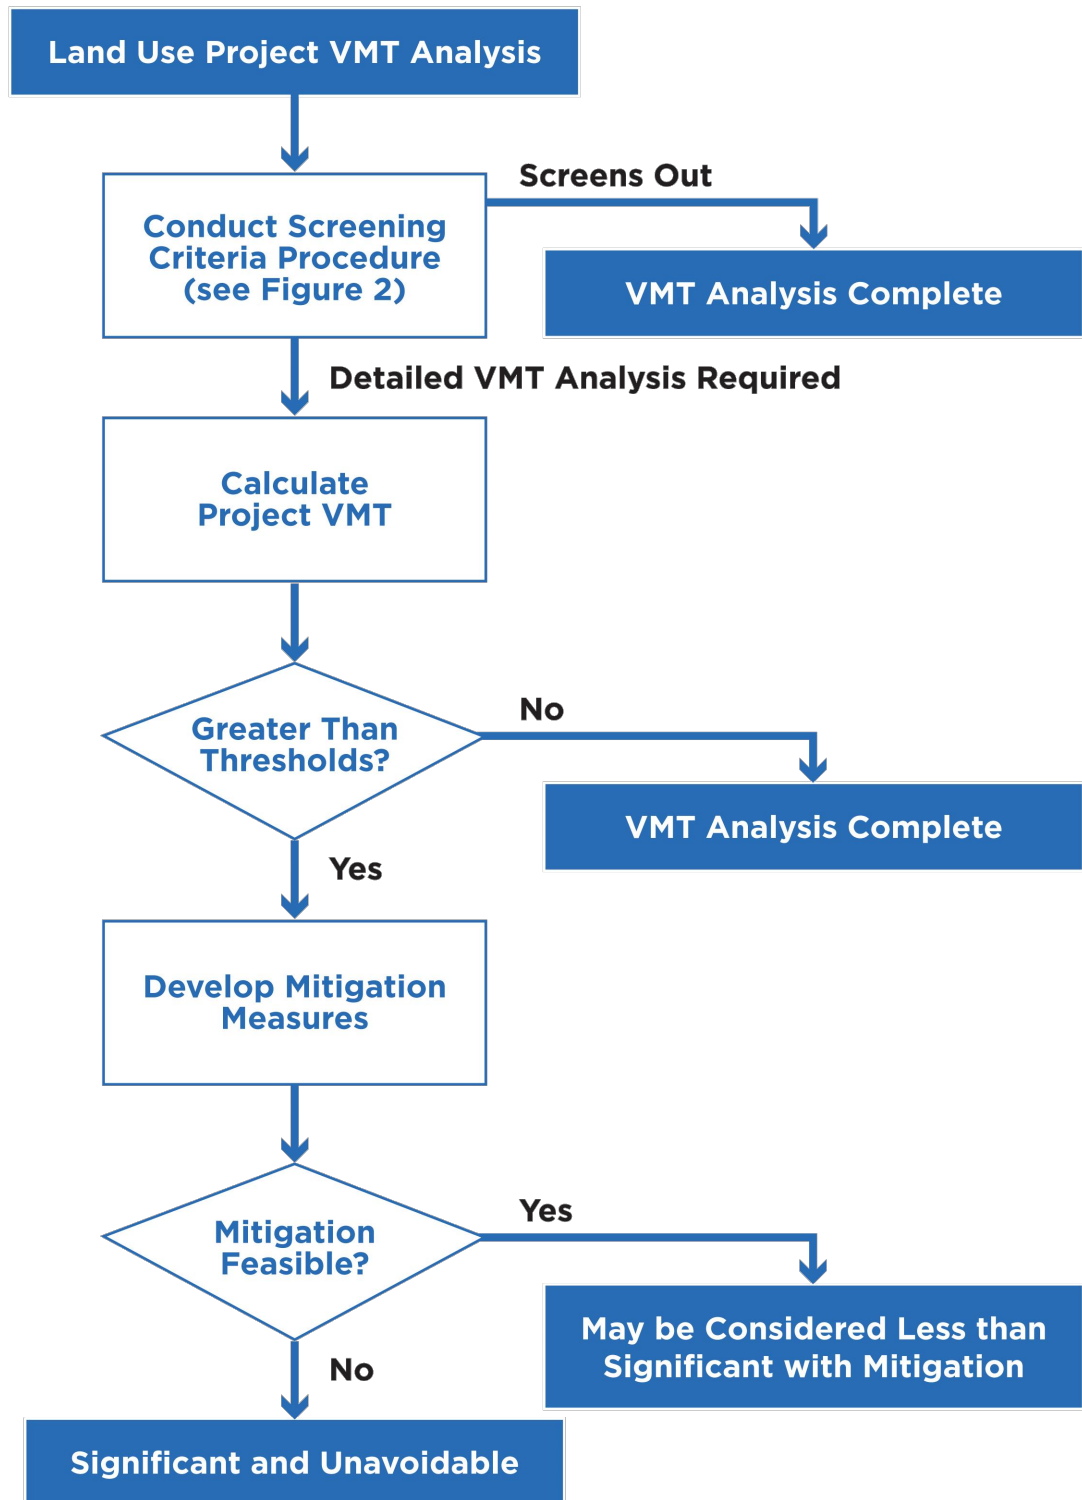 Land Use Project VMT Analysis
Screens Out
Conduct Screening
Criteria Procedure
(see Figure 2)
VMT Analysis Complete
Detailed VMT Analysis Required
Calculate
Project VMT
Greater Than
Thresholds?
No
VMT Analysis Complete
Yes
Develop Mitigation
Measures
Mitigation
Feasible?
Yes
May be Considered Less than
Significant with Mitigation
No
Significant and Unavoidable